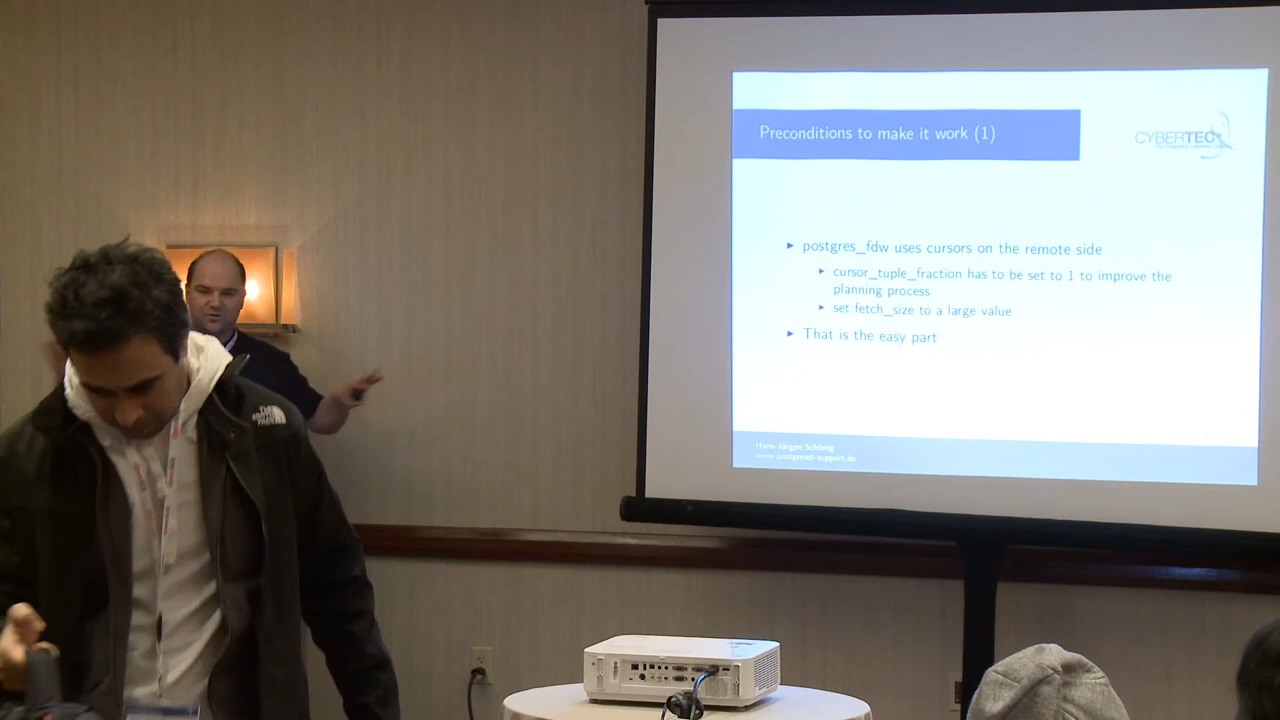 Preconditions to make it work (1)
CYBERTEC
postgres_fdw uses cursors on the remote side
cursor_tuple_fraction has to be set to 1 to improve the
planning process
set fetch_size to a large value
That is the easy part
Hans-Jürgen Schönig
www.postgresql-support.de
THE
NORTH
FACE